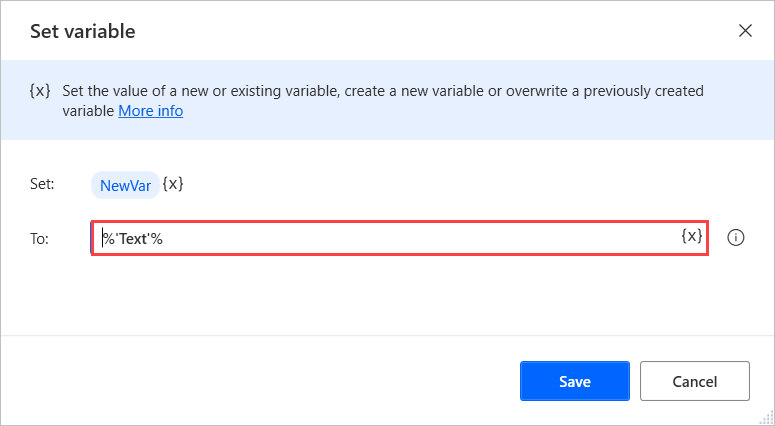 Set variable
{x} Set the value of a new or existing variable, create a new variable or overwrite a previously created
variable More info
Set: NewVar {x}
To: %'Text'% {x}
Save Cancel